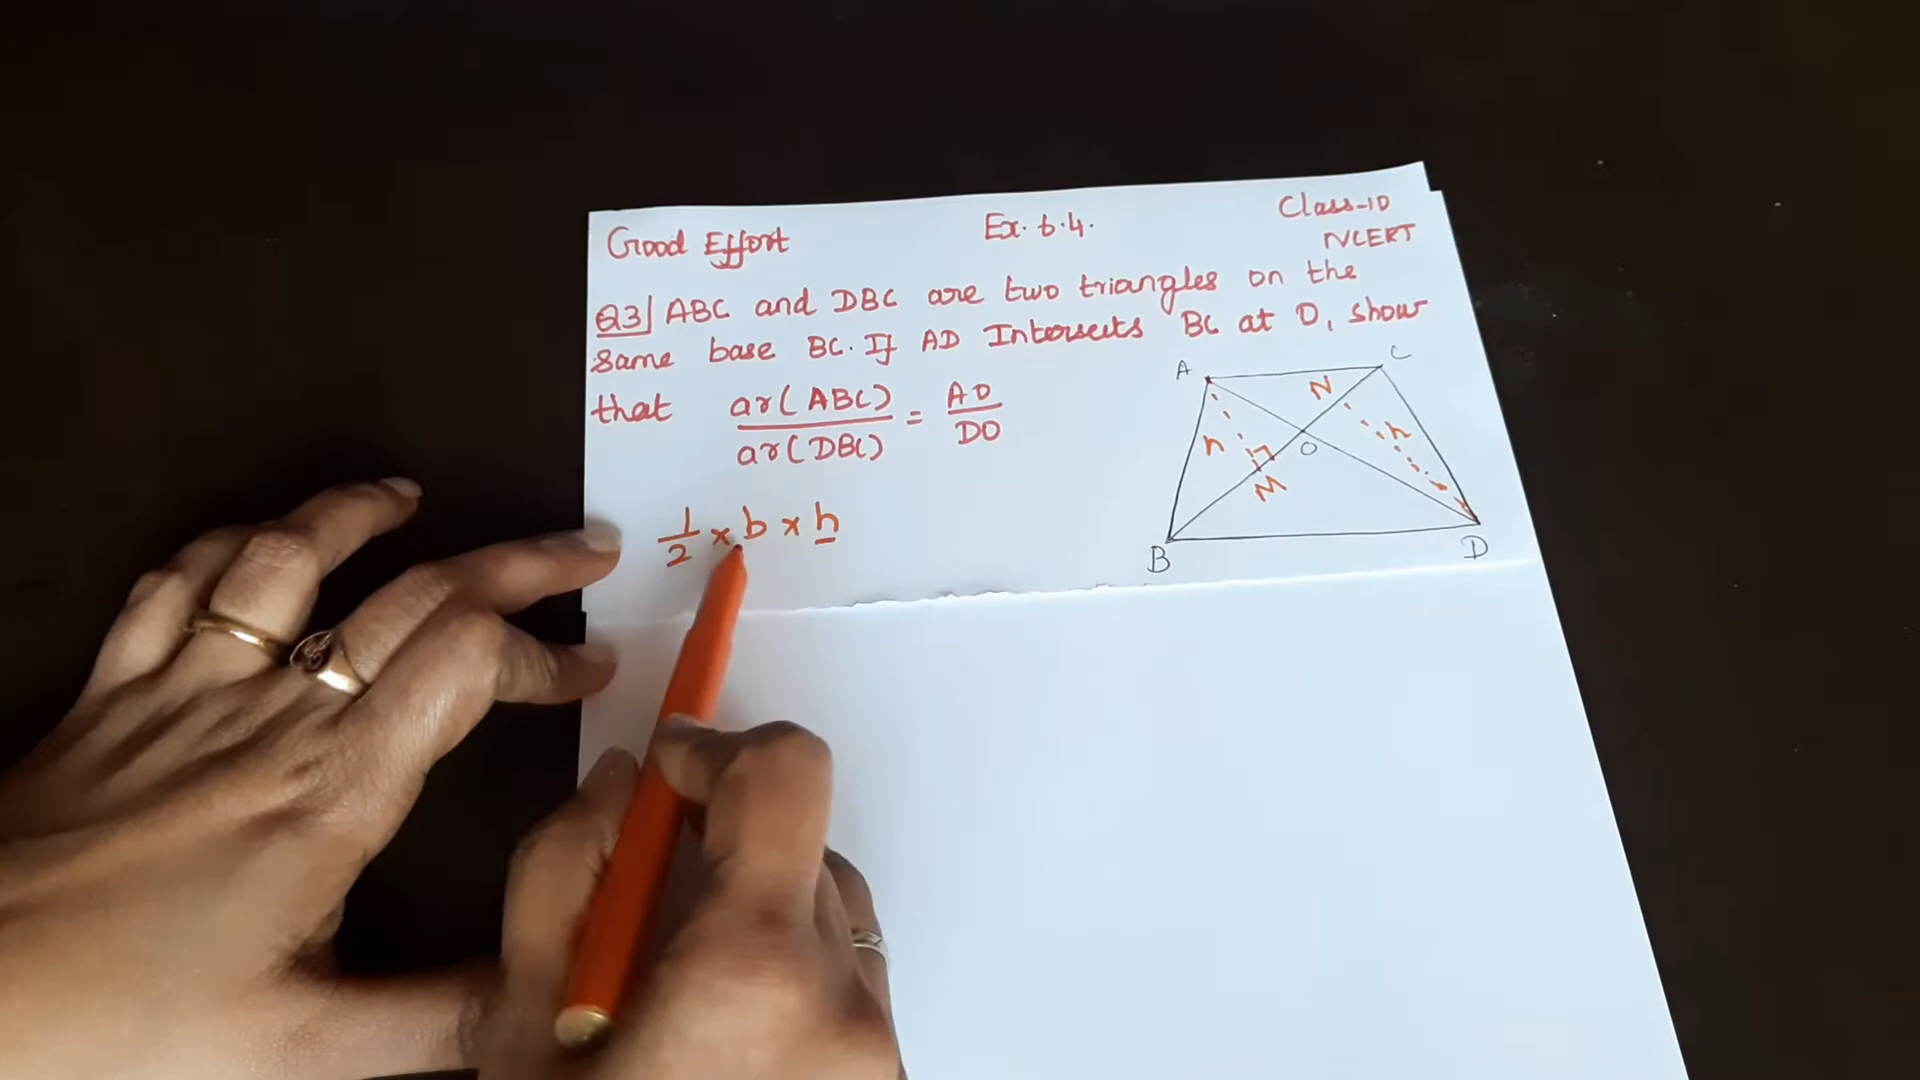 Good Effort
Ex. 6.4.
Class-10
NCERT
Q3| ABC and DBC are two triangles on the
same base BC. If AD Intersects BC at O, show
that ar(ABC)/ar(DBC) = AO/DO
1/2 × b × h
A
C
N
h
h
O
M
B
D